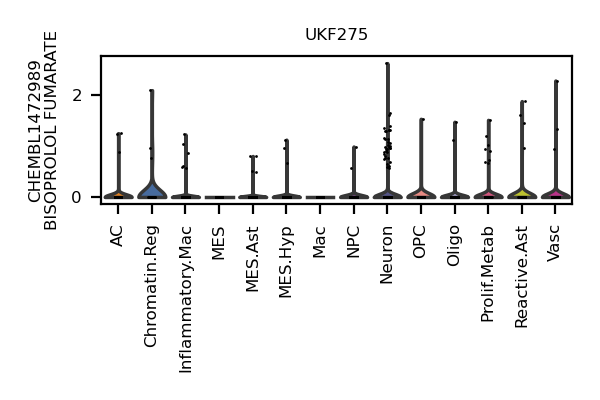 UKF275
CHEMBL1472989
BISOPROLOL FUMARATE
2
0
AC
Chromatin.Reg
Inflammatory.Mac
MES
MES.Ast
MES.Hyp
Mac
NPC
Neuron
OPC
Oligo
Prolif.Metab
Reactive.Ast
Vasc